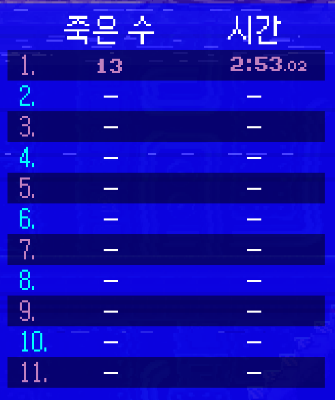 죽은 수 시간
1. 13 2:53.02
2. – –
3. – –
4. – –
5. – –
6. – –
7. – –
8. – –
9. – –
10. – –
11. – –